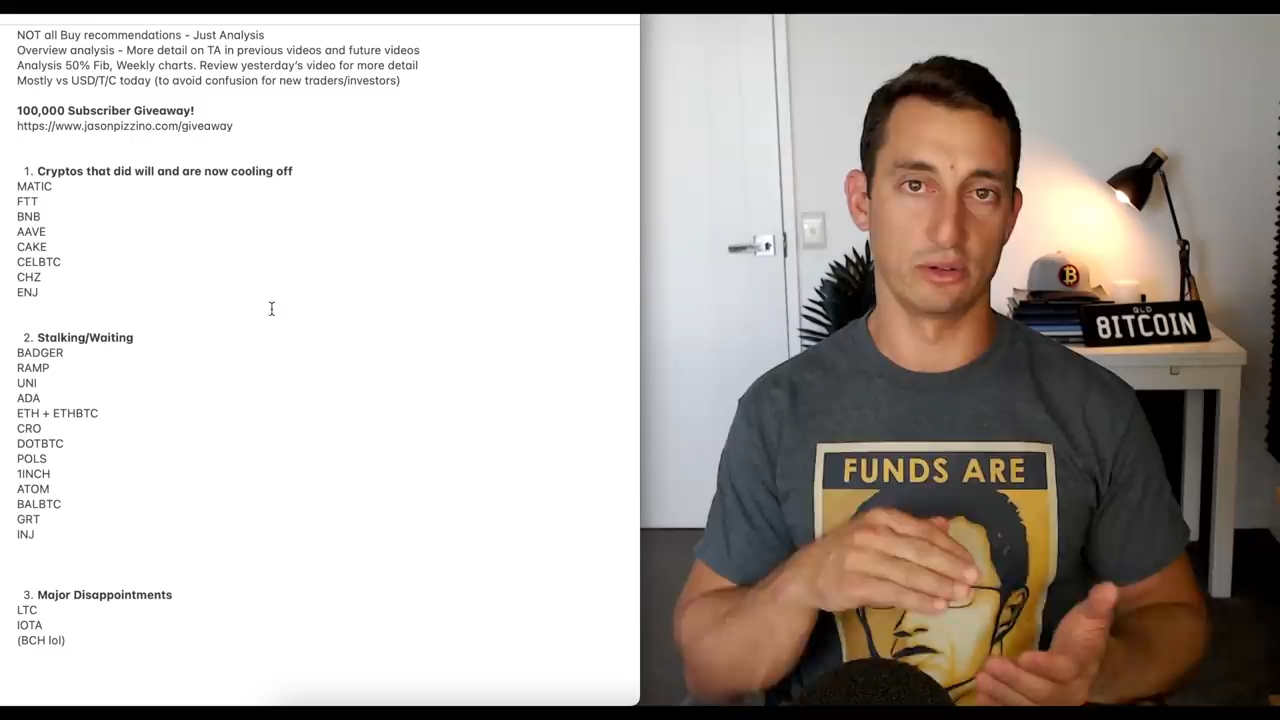 NOT all Buy recommendations - Just Analysis
Overview analysis - More detail on TA in previous videos and future videos
Analysis 50% Fib, Weekly charts. Review yesterday's video for more detail
Mostly vs USD/T/C today (to avoid confusion for new traders/investors)
100,000 Subscriber Giveaway!
https://www.jasonpizzino.com/giveaway
1. Cryptos that did will and are now cooling off
MATIC
FTT
BNB
AAVE
CAKE
CELBTC
CHZ
ENJ
2. Stalking/Waiting
BADGER
RAMP
UNI
ADA
ETH + ETHBTC
CRO
DOTBTC
POLS
1INCH
ATOM
BALBTC
GRT
INJ
3. Major Disappointments
LTC
IOTA
(BCH lol)
QLD
8ITCOIN
FUNDS ARE